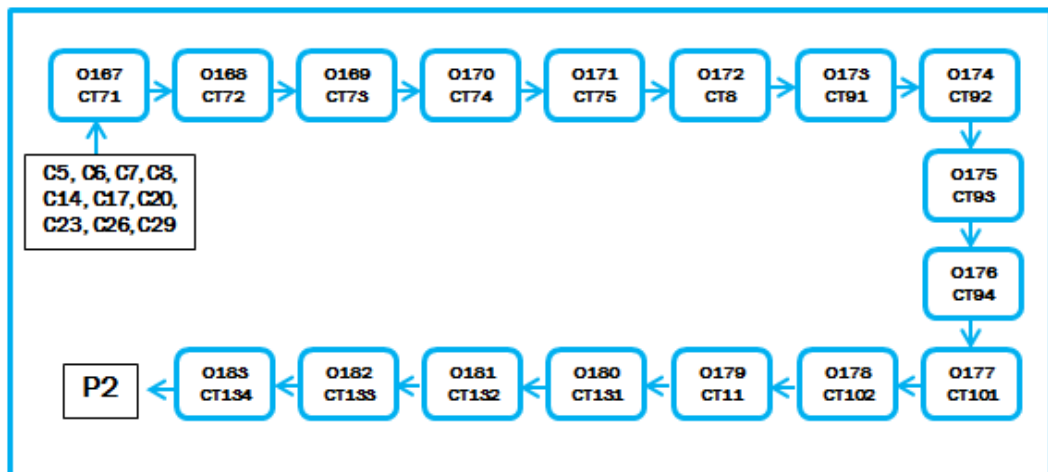 O167
CT71
O168
CT72
O169
CT73
O170
CT74
O171
CT75
O172
CT8
O173
CT91
O174
CT92
C5, C6, C7, C8,
C14, C17, C20,
C23, C26, C29
O175
CT93
O176
CT94
P2
O183
CT134
O182
CT133
O181
CT132
O180
CT131
O179
CT11
O178
CT102
O177
CT101